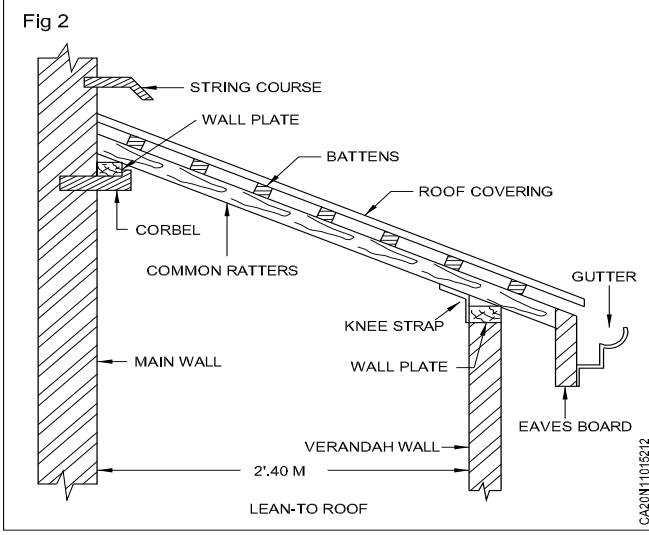 Fig 2
STRING COURSE
WALL PLATE
BATTENS
ROOF COVERING
CORBEL
COMMON RATTERS
GUTTER
KNEE STRAP
MAIN WALL
WALL PLATE
EAVES BOARD
VERANDAH WALL
2'.40 M
LEAN-TO ROOF
CA20N11015212